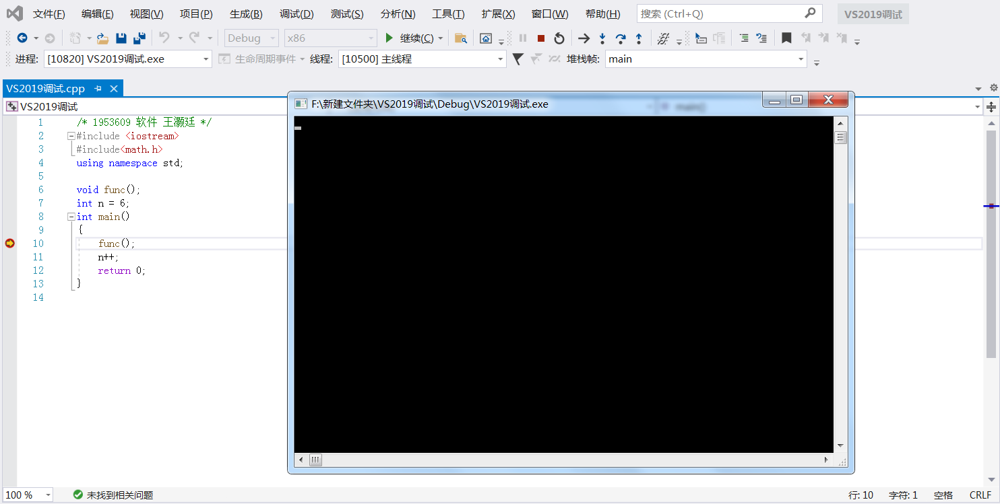 文件(F) 编辑(E) 视图(V) 项目(P) 生成(B) 调试(D) 测试(S) 分析(N) 工具(T) 扩展(X) 窗口(W) 帮助(H) 搜索 (Ctrl+Q) VS2019调试
Debug x86 继续(C)
进程: [10820] VS2019调试.exe 生命周期事件 线程: [10500] 主线程 堆栈帧: main
VS2019调试.cpp
VS2019调试
F:\新建文件夹\VS2019调试\Debug\VS2019调试.exe
main()
1 /* 1953609 软件 王灏廷 */
2 #include <iostream>
3 #include<math.h>
4 using namespace std;
5
6 void func();
7 int n = 6;
8 int main()
9 {
10 func();
11 n++;
12 return 0;
13 }
14
100 % 未找到相关问题 行: 10 字符: 1 空格 CRLF